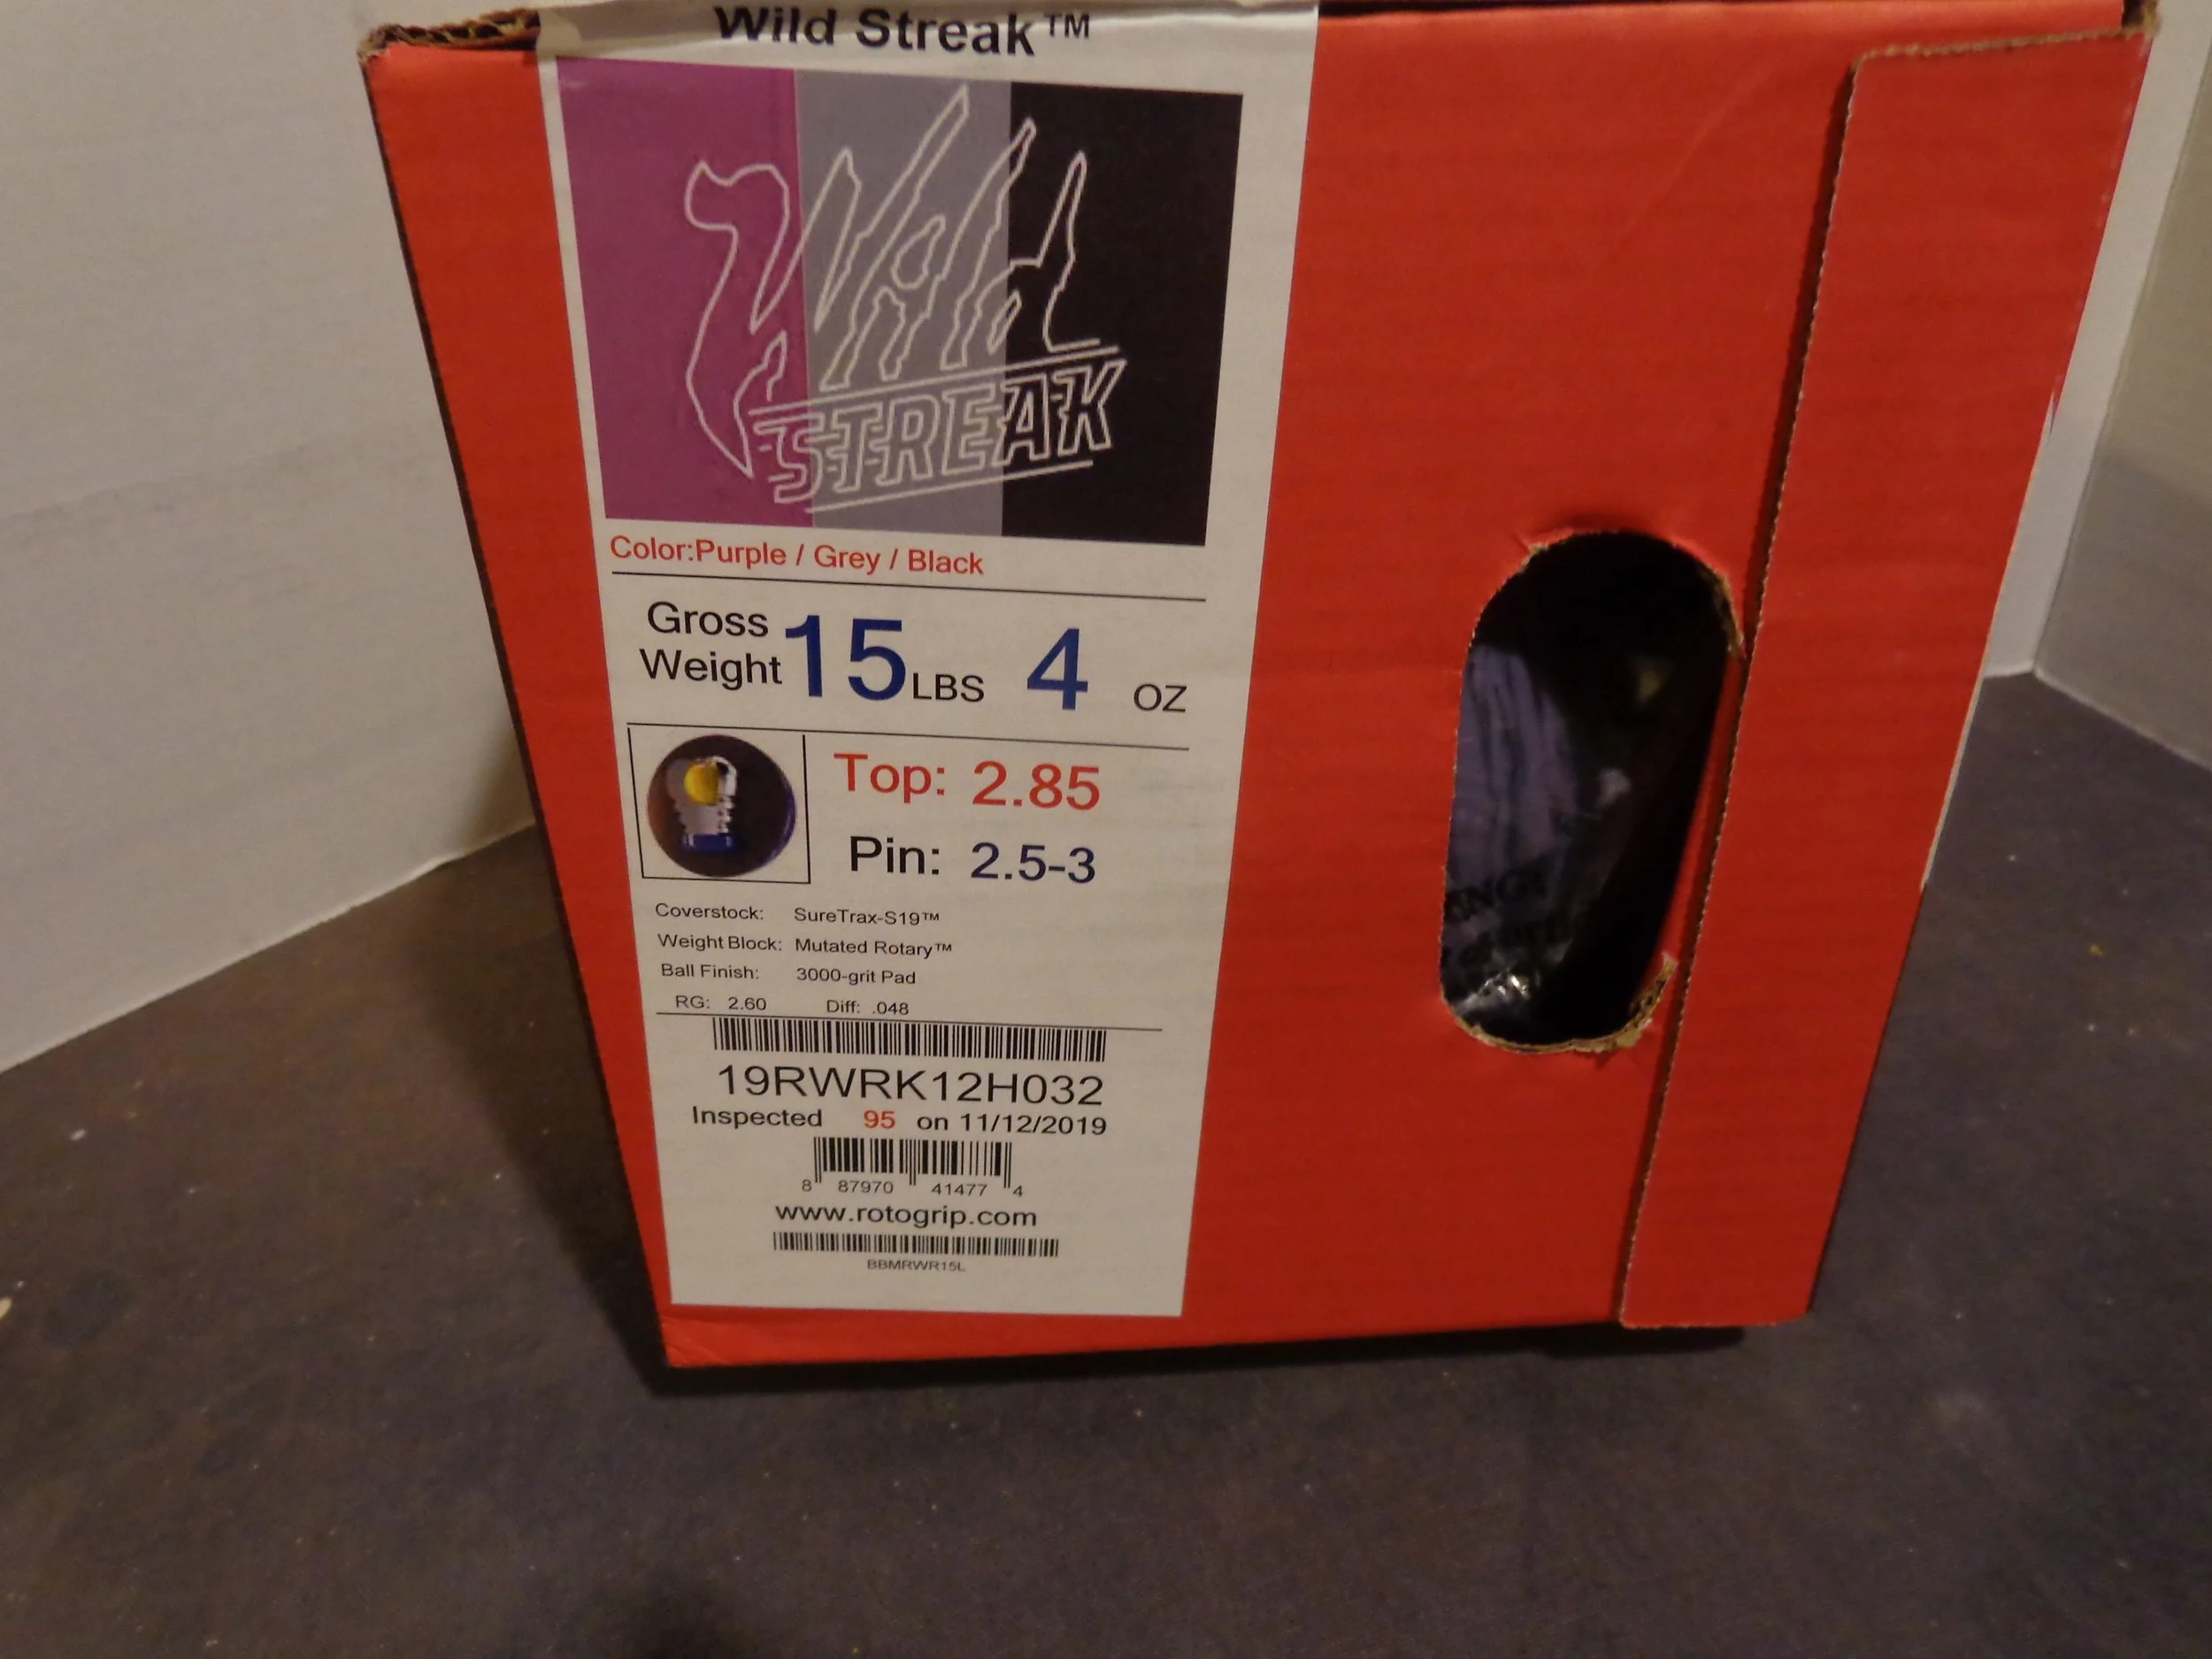 Wild Streak™
Wild
STREAK
Color:Purple / Grey / Black
Gross Weight 15 LBS 4 OZ
Top: 2.85
Pin: 2.5-3
Coverstock: SureTrax-S19™
Weight Block: Mutated Rotary™
Ball Finish: 3000-grit Pad
RG: 2.60 Diff: .048
19RWRK12H032
Inspected 95 on 11/12/2019
8 87970 41477 4
www.rotogrip.com
BBMRWR15L